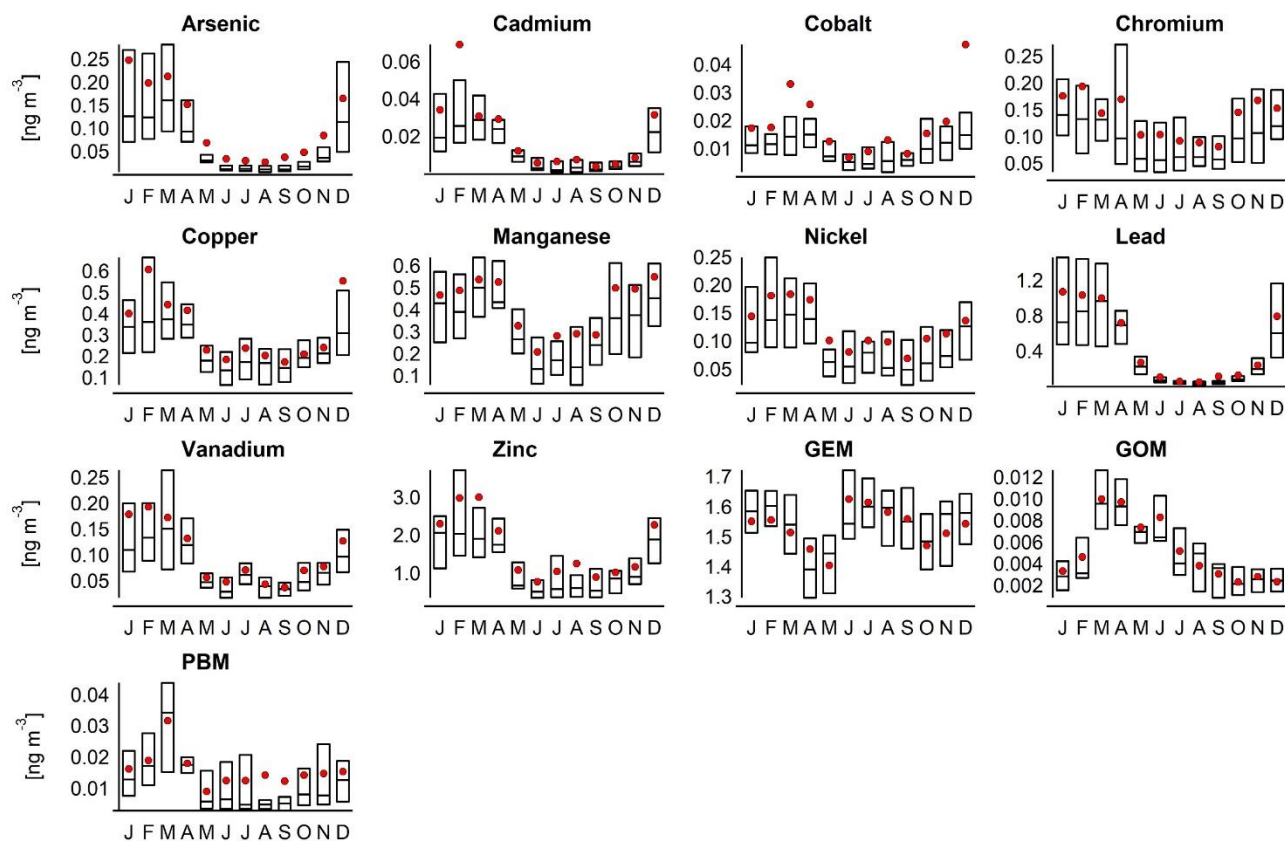 Arsenic Cadmium Cobalt Chromium
[ng m⁻³]
0.25
0.20
0.15
0.10
0.05
J F M A M J J A S O N D
0.06
0.04
0.02
J F M A M J J A S O N D
0.04
0.03
0.02
0.01
J F M A M J J A S O N D
0.25
0.20
0.15
0.10
0.05
J F M A M J J A S O N D
Copper Manganese Nickel Lead
[ng m⁻³]
0.6
0.5
0.4
0.3
0.2
0.1
J F M A M J J A S O N D
0.6
0.5
0.4
0.3
0.2
0.1
J F M A M J J A S O N D
0.25
0.20
0.15
0.10
0.05
J F M A M J J A S O N D
1.2
0.8
0.4
J F M A M J J A S O N D
Vanadium Zinc GEM GOM
[ng m⁻³]
0.25
0.20
0.15
0.10
0.05
J F M A M J J A S O N D
3.0
2.0
1.0
J F M A M J J A S O N D
1.7
1.6
1.5
1.4
1.3
J F M A M J J A S O N D
0.012
0.010
0.008
0.006
0.004
0.002
J F M A M J J A S O N D
PBM
[ng m⁻³]
0.04
0.03
0.02
0.01
J F M A M J J A S O N D